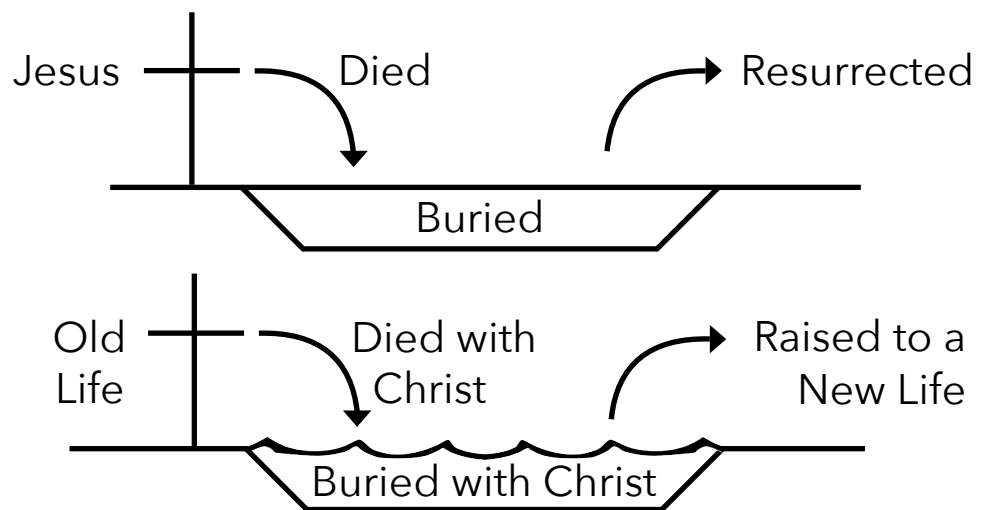 Jesus
Died
Resurrected
Buried
Old
Life
Died with
Christ
Raised to a
New Life
Buried with Christ